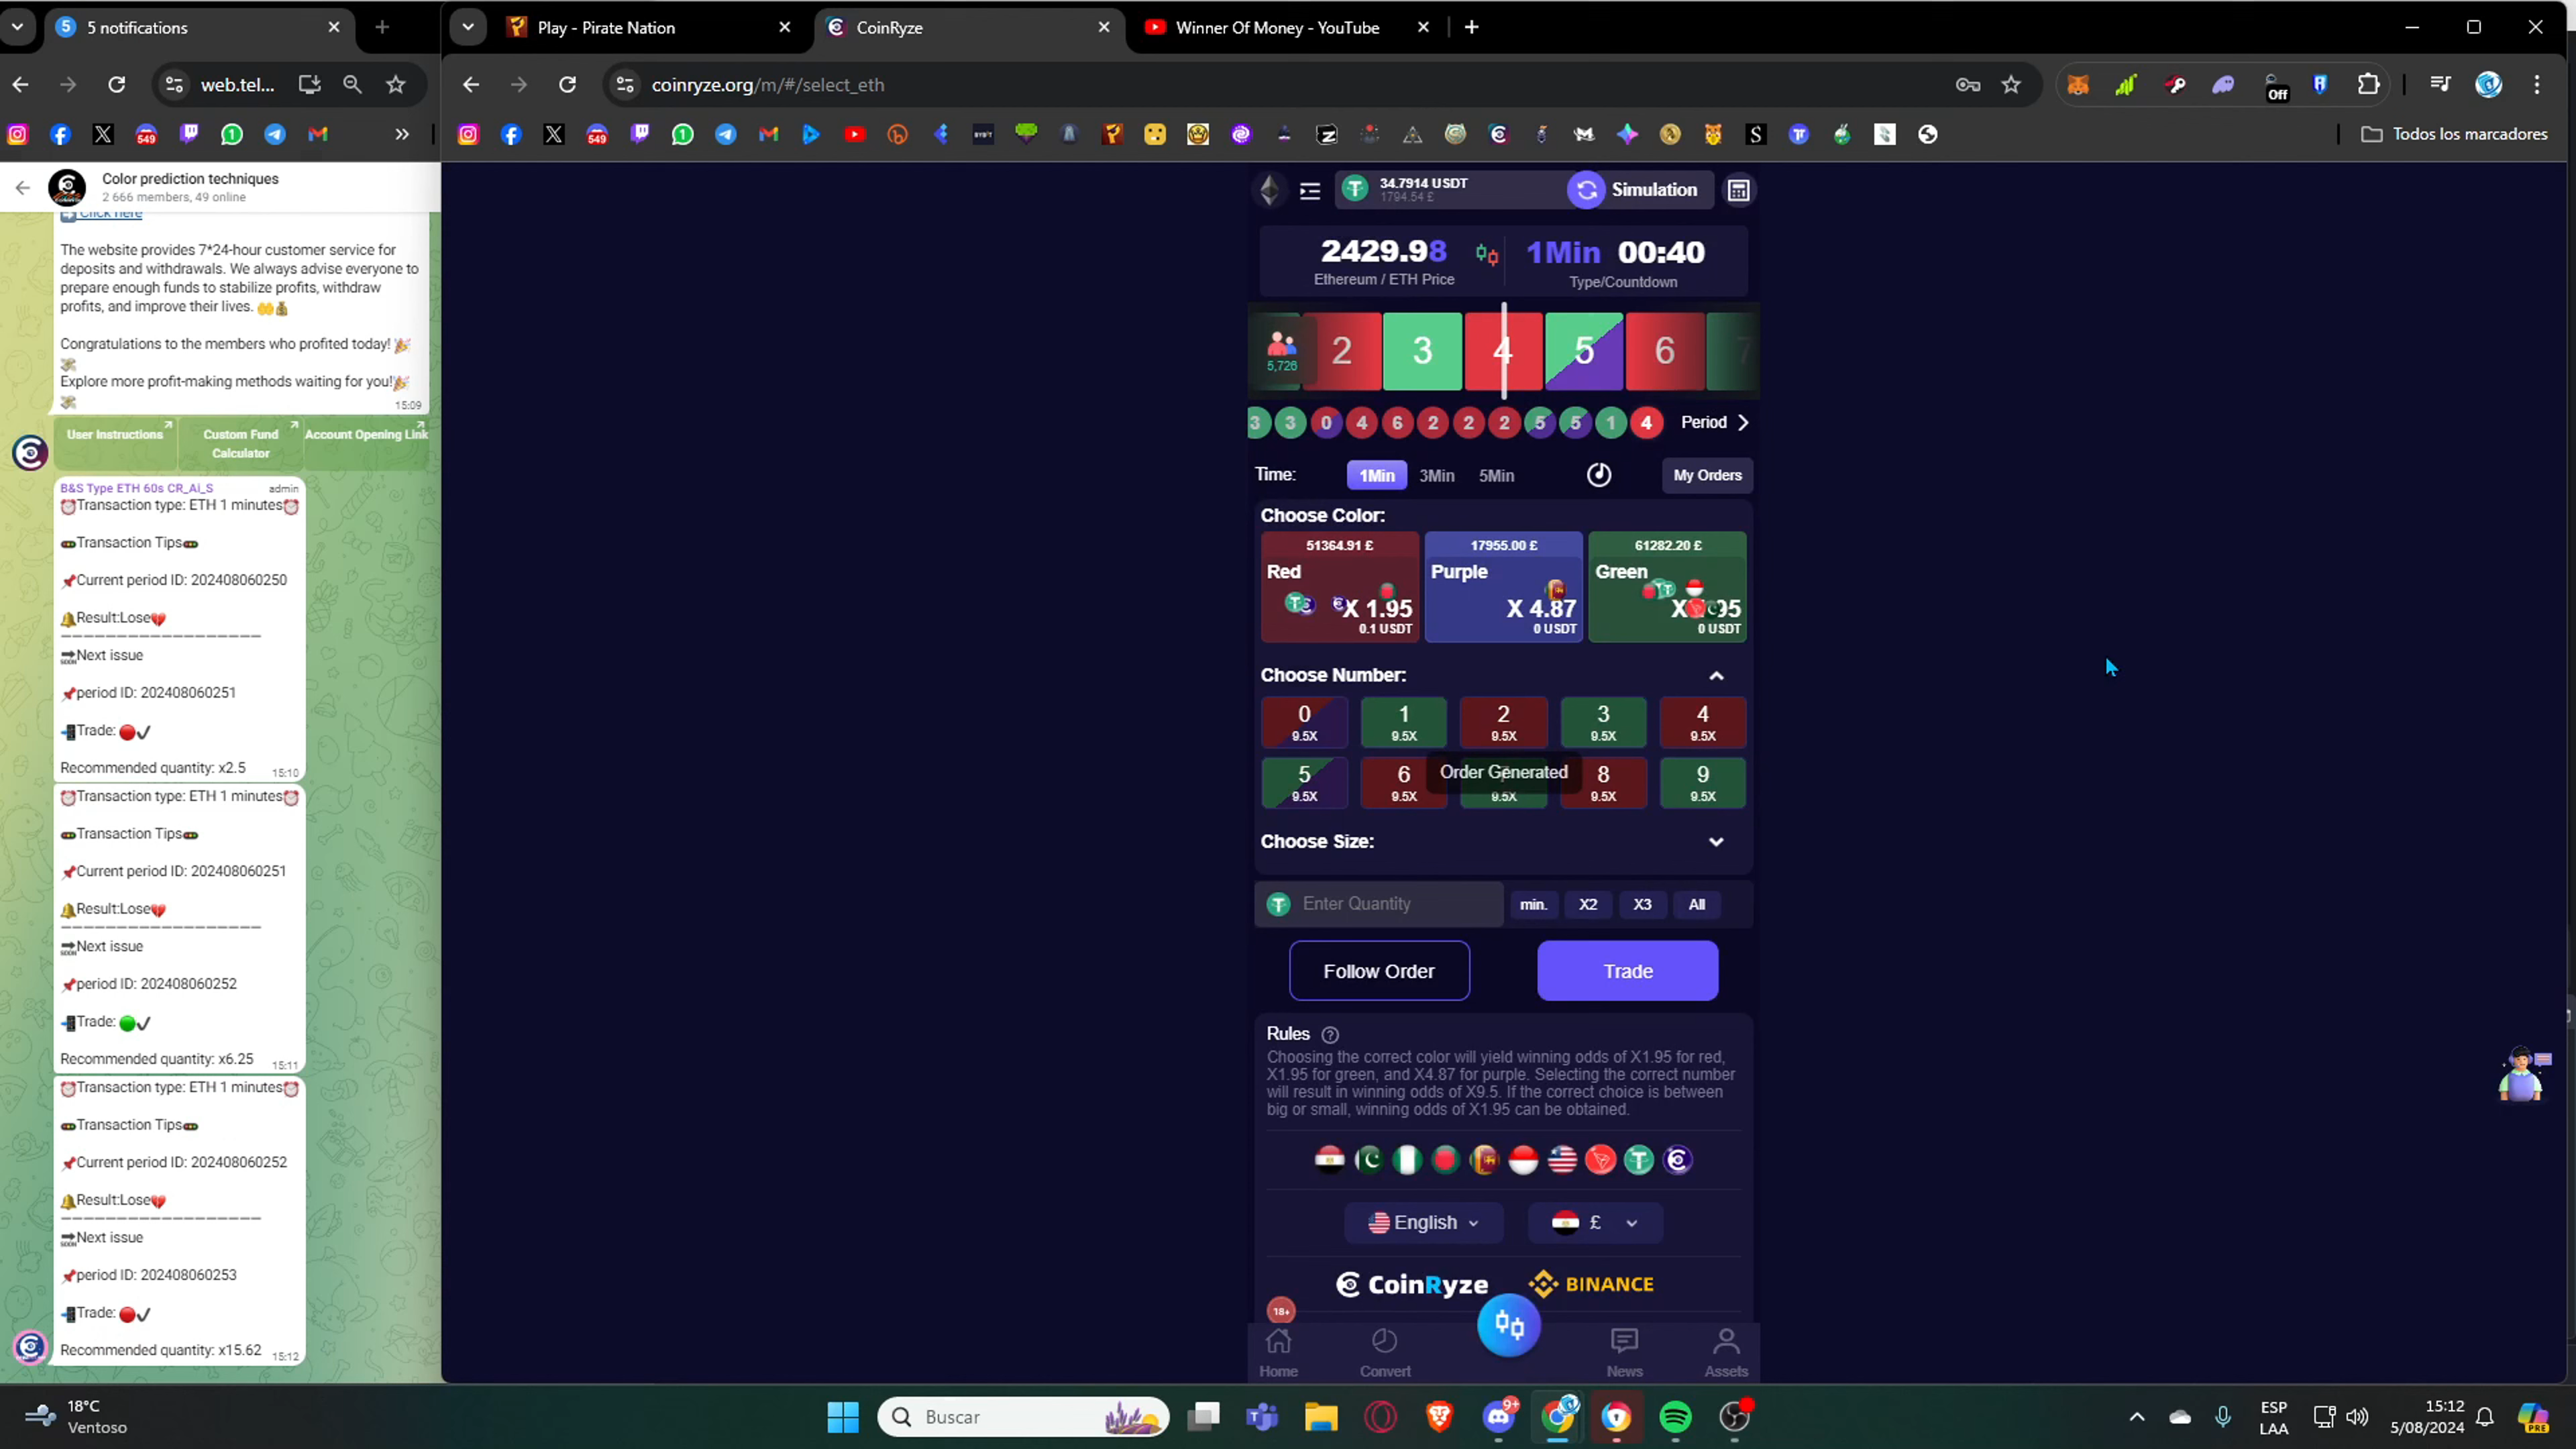 5 notifications
Play - Pirate Nation
CoinRyze
Winner Of Money - YouTube
web.tel...
coinryze.org/m/#/select_eth
Off
549
549
BYBIT
Todos los marcadores
Color prediction techniques
2 666 members, 49 online
Click here
The website provides 7*24-hour customer service for
deposits and withdrawals. We always advise everyone to
prepare enough funds to stabilize profits, withdraw
profits, and improve their lives. 🤲💰
Congratulations to the members who profited today! 🎉
💸
Explore more profit-making methods waiting for you!🎉
💸
15:09
User Instructions
Custom Fund
Calculator
Account Opening Link
B&S Type ETH 60s CR_Ai_S
admin
⏰Transaction type: ETH 1 minutes⏰
🚥Transaction Tips🚥
📌Current period ID: 202408060250
🔔Result:Lose💔
——————————————————
🔜Next issue
📌period ID: 202408060251
📲Trade: 🔴✔
Recommended quantity: x2.5
15:10
⏰Transaction type: ETH 1 minutes⏰
🚥Transaction Tips🚥
📌Current period ID: 202408060251
🔔Result:Lose💔
——————————————————
🔜Next issue
📌period ID: 202408060252
📲Trade: 🟢✔
Recommended quantity: x6.25
15:11
⏰Transaction type: ETH 1 minutes⏰
🚥Transaction Tips🚥
📌Current period ID: 202408060252
🔔Result:Lose💔
——————————————————
🔜Next issue
📌period ID: 202408060253
📲Trade: 🔴✔
Recommended quantity: x15.62
15:12
34.7914 USDT
1794.54 £
Simulation
2429.98
Ethereum / ETH Price
1Min 00:40
Type/Countdown
5,726
2 3 4 5 6 7
3 3 0 4 6 2 2 2 5 5 1 4
Period
Time: 1Min 3Min 5Min
My Orders
Choose Color:
51364.91 £
Red
X 1.95
0.1 USDT
17955.00 £
Purple
X 4.87
0 USDT
61282.20 £
Green
0 USDT
Choose Number:
0 1 2 3 4
9.5X 9.5X 9.5X 9.5X 9.5X
5 6 8 9
9.5X 9.5X 9.5X 9.5X 9.5X
Order Generated
Choose Size:
Enter Quantity
min. X2 X3 All
Follow Order
Trade
Rules
Choosing the correct color will yield winning odds of X1.95 for red,
X1.95 for green, and X4.87 for purple. Selecting the correct number
will result in winning odds of X9.5. If the correct choice is between
big or small, winning odds of X1.95 can be obtained.
English
£
CoinRyze
BINANCE
18+
Home
Convert
News
Assets
18°C
Ventoso
Buscar
9+
ESP
LAA
15:12
5/08/2024
PRE